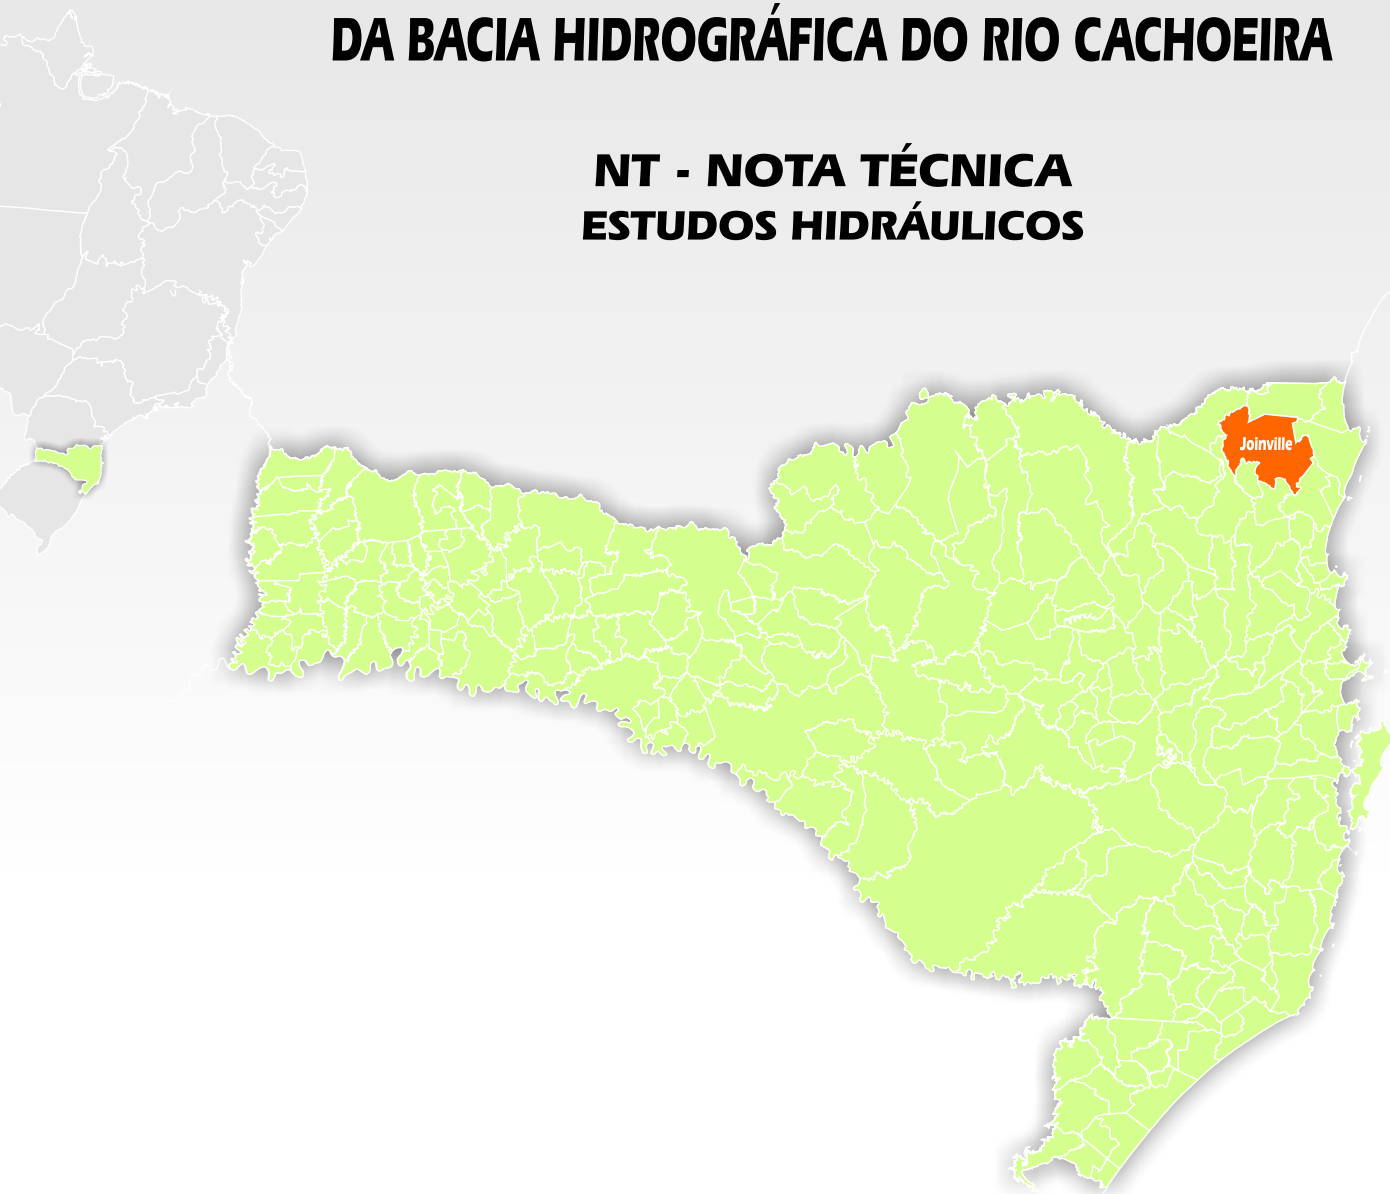 DA BACIA HIDROGRÁFICA DO RIO CACHOEIRA
NT - NOTA TÉCNICA
ESTUDOS HIDRÁULICOS
Joinville